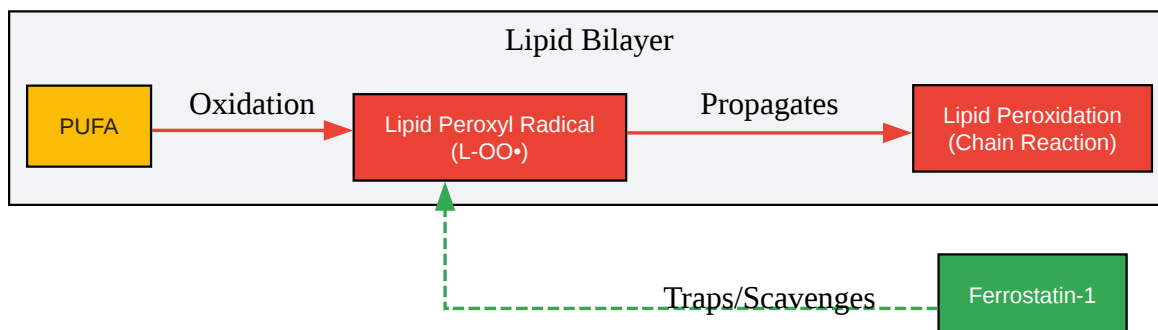 Lipid Bilayer
Oxidation
Propagates
PUFA
Lipid Peroxyl Radical
(L-OO•)
Lipid Peroxidation
(Chain Reaction)
Traps/Scavenges
Ferrostatin-1